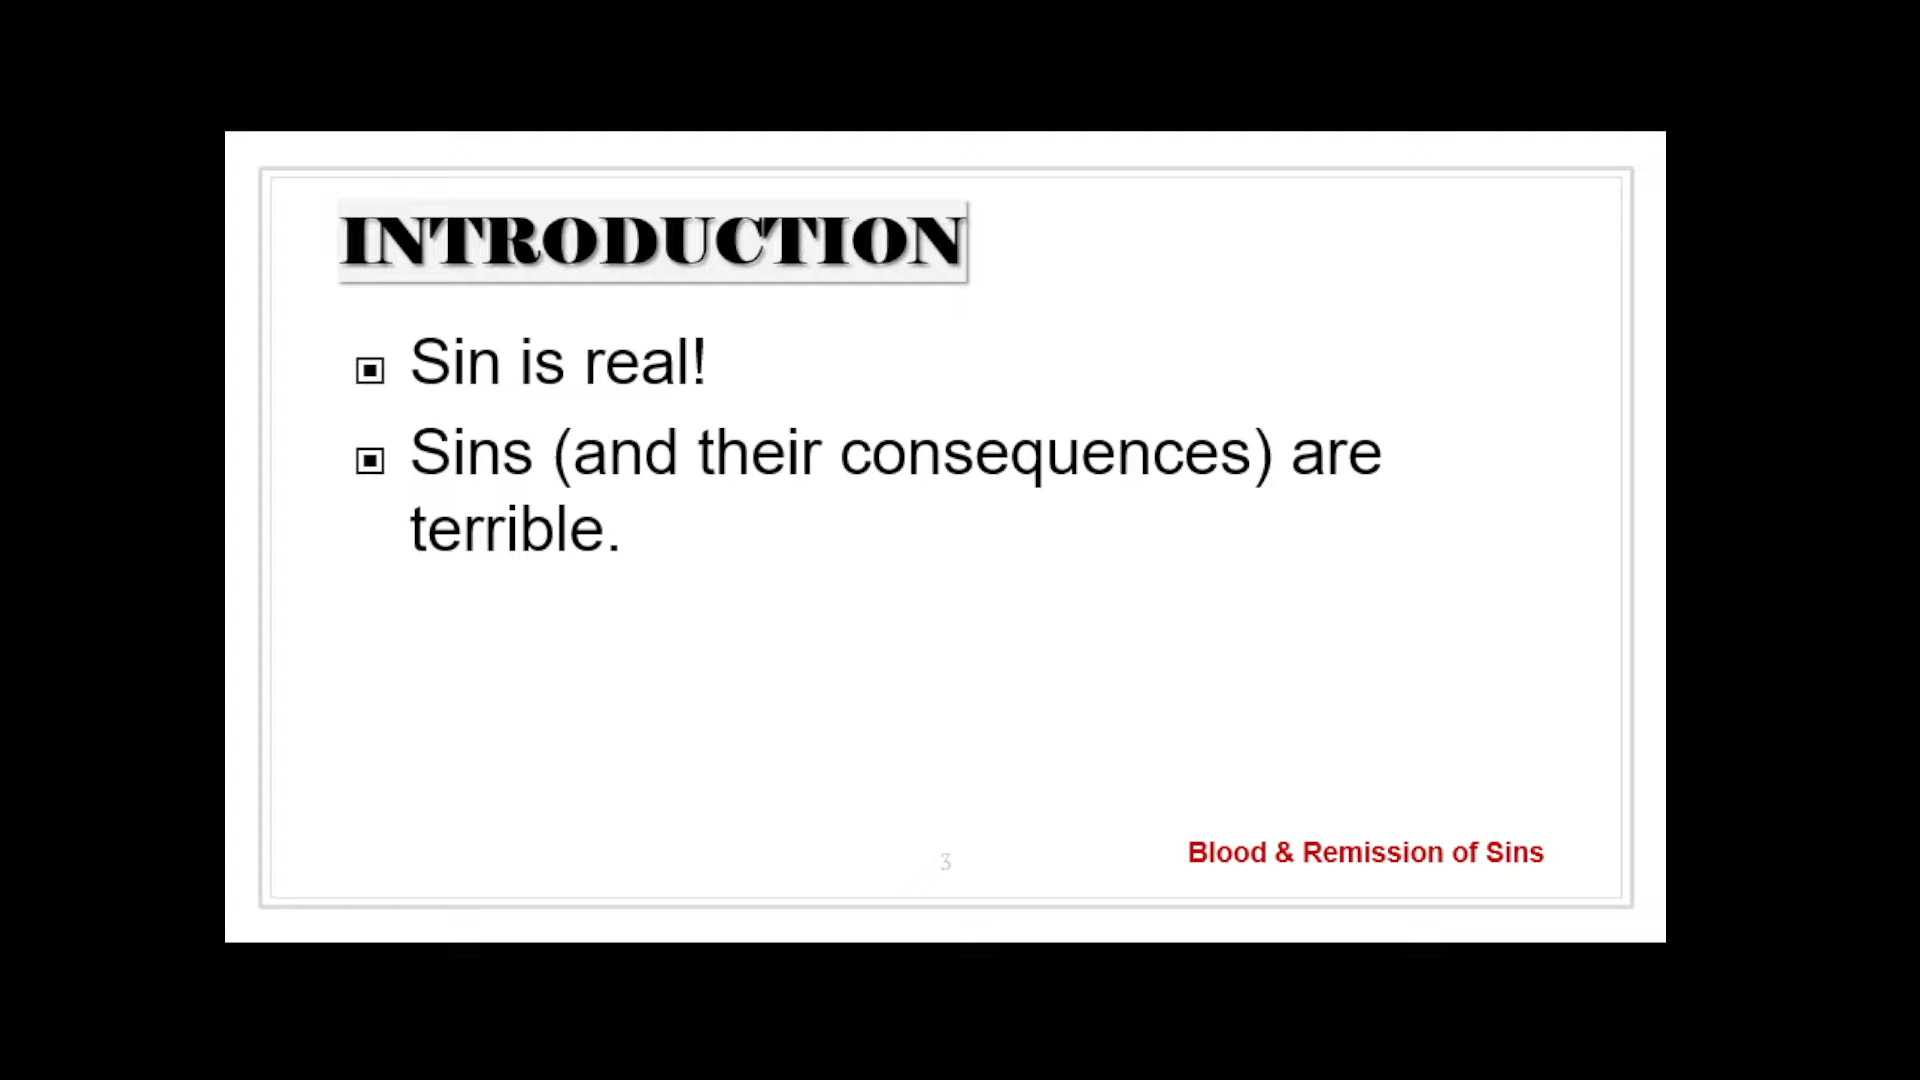 INTRODUCTION
Sin is real!
Sins (and their consequences) are
terrible.
3
Blood & Remission of Sins